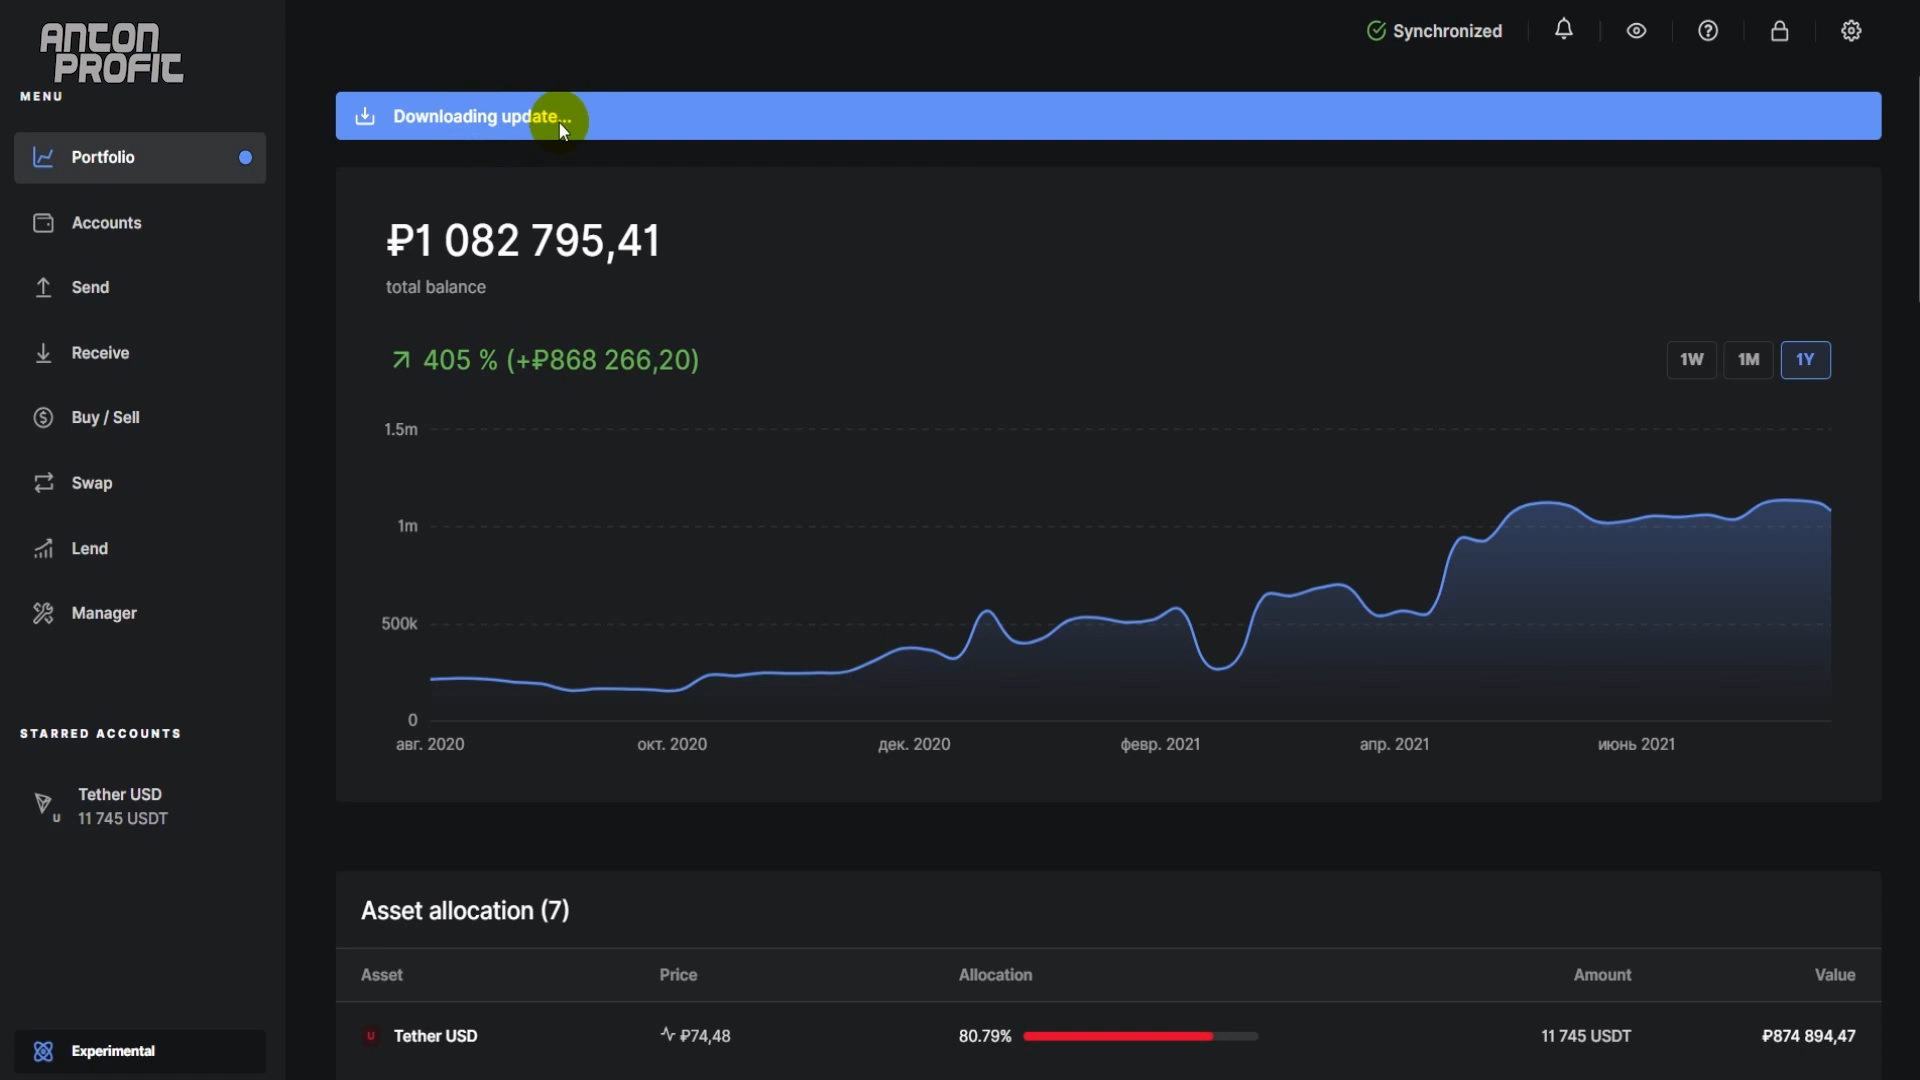 ANTON
PROFIT
MENU
Synchronized
Downloading update...
Portfolio
Accounts
Send
Receive
Buy / Sell
Swap
Lend
Manager
STARRED ACCOUNTS
Tether USD
U
11 745 USDT
Experimental
₽1 082 795,41
total balance
405 % (+₽868 266,20)
1W 1M 1Y
1.5m
1m
500k
0
авг. 2020 окт. 2020 дек. 2020 февр. 2021 апр. 2021 июнь 2021
Asset allocation (7)
Asset Price Allocation Amount Value
U Tether USD ₽74,48 80.79% 11 745 USDT ₽874 894,47